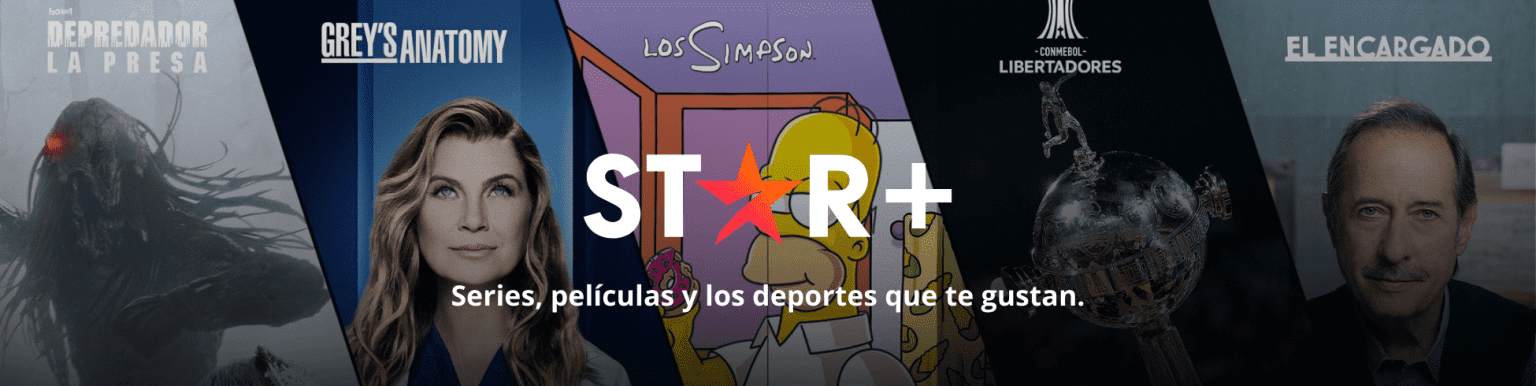 DEPREDADOR
LA PRESA
GREY'S ANATOMY
LOS SIMPSON
CONMEBOL
LIBERTADORES
EL ENCARGADO
STAR+
Series, películas y los deportes que te gustan.